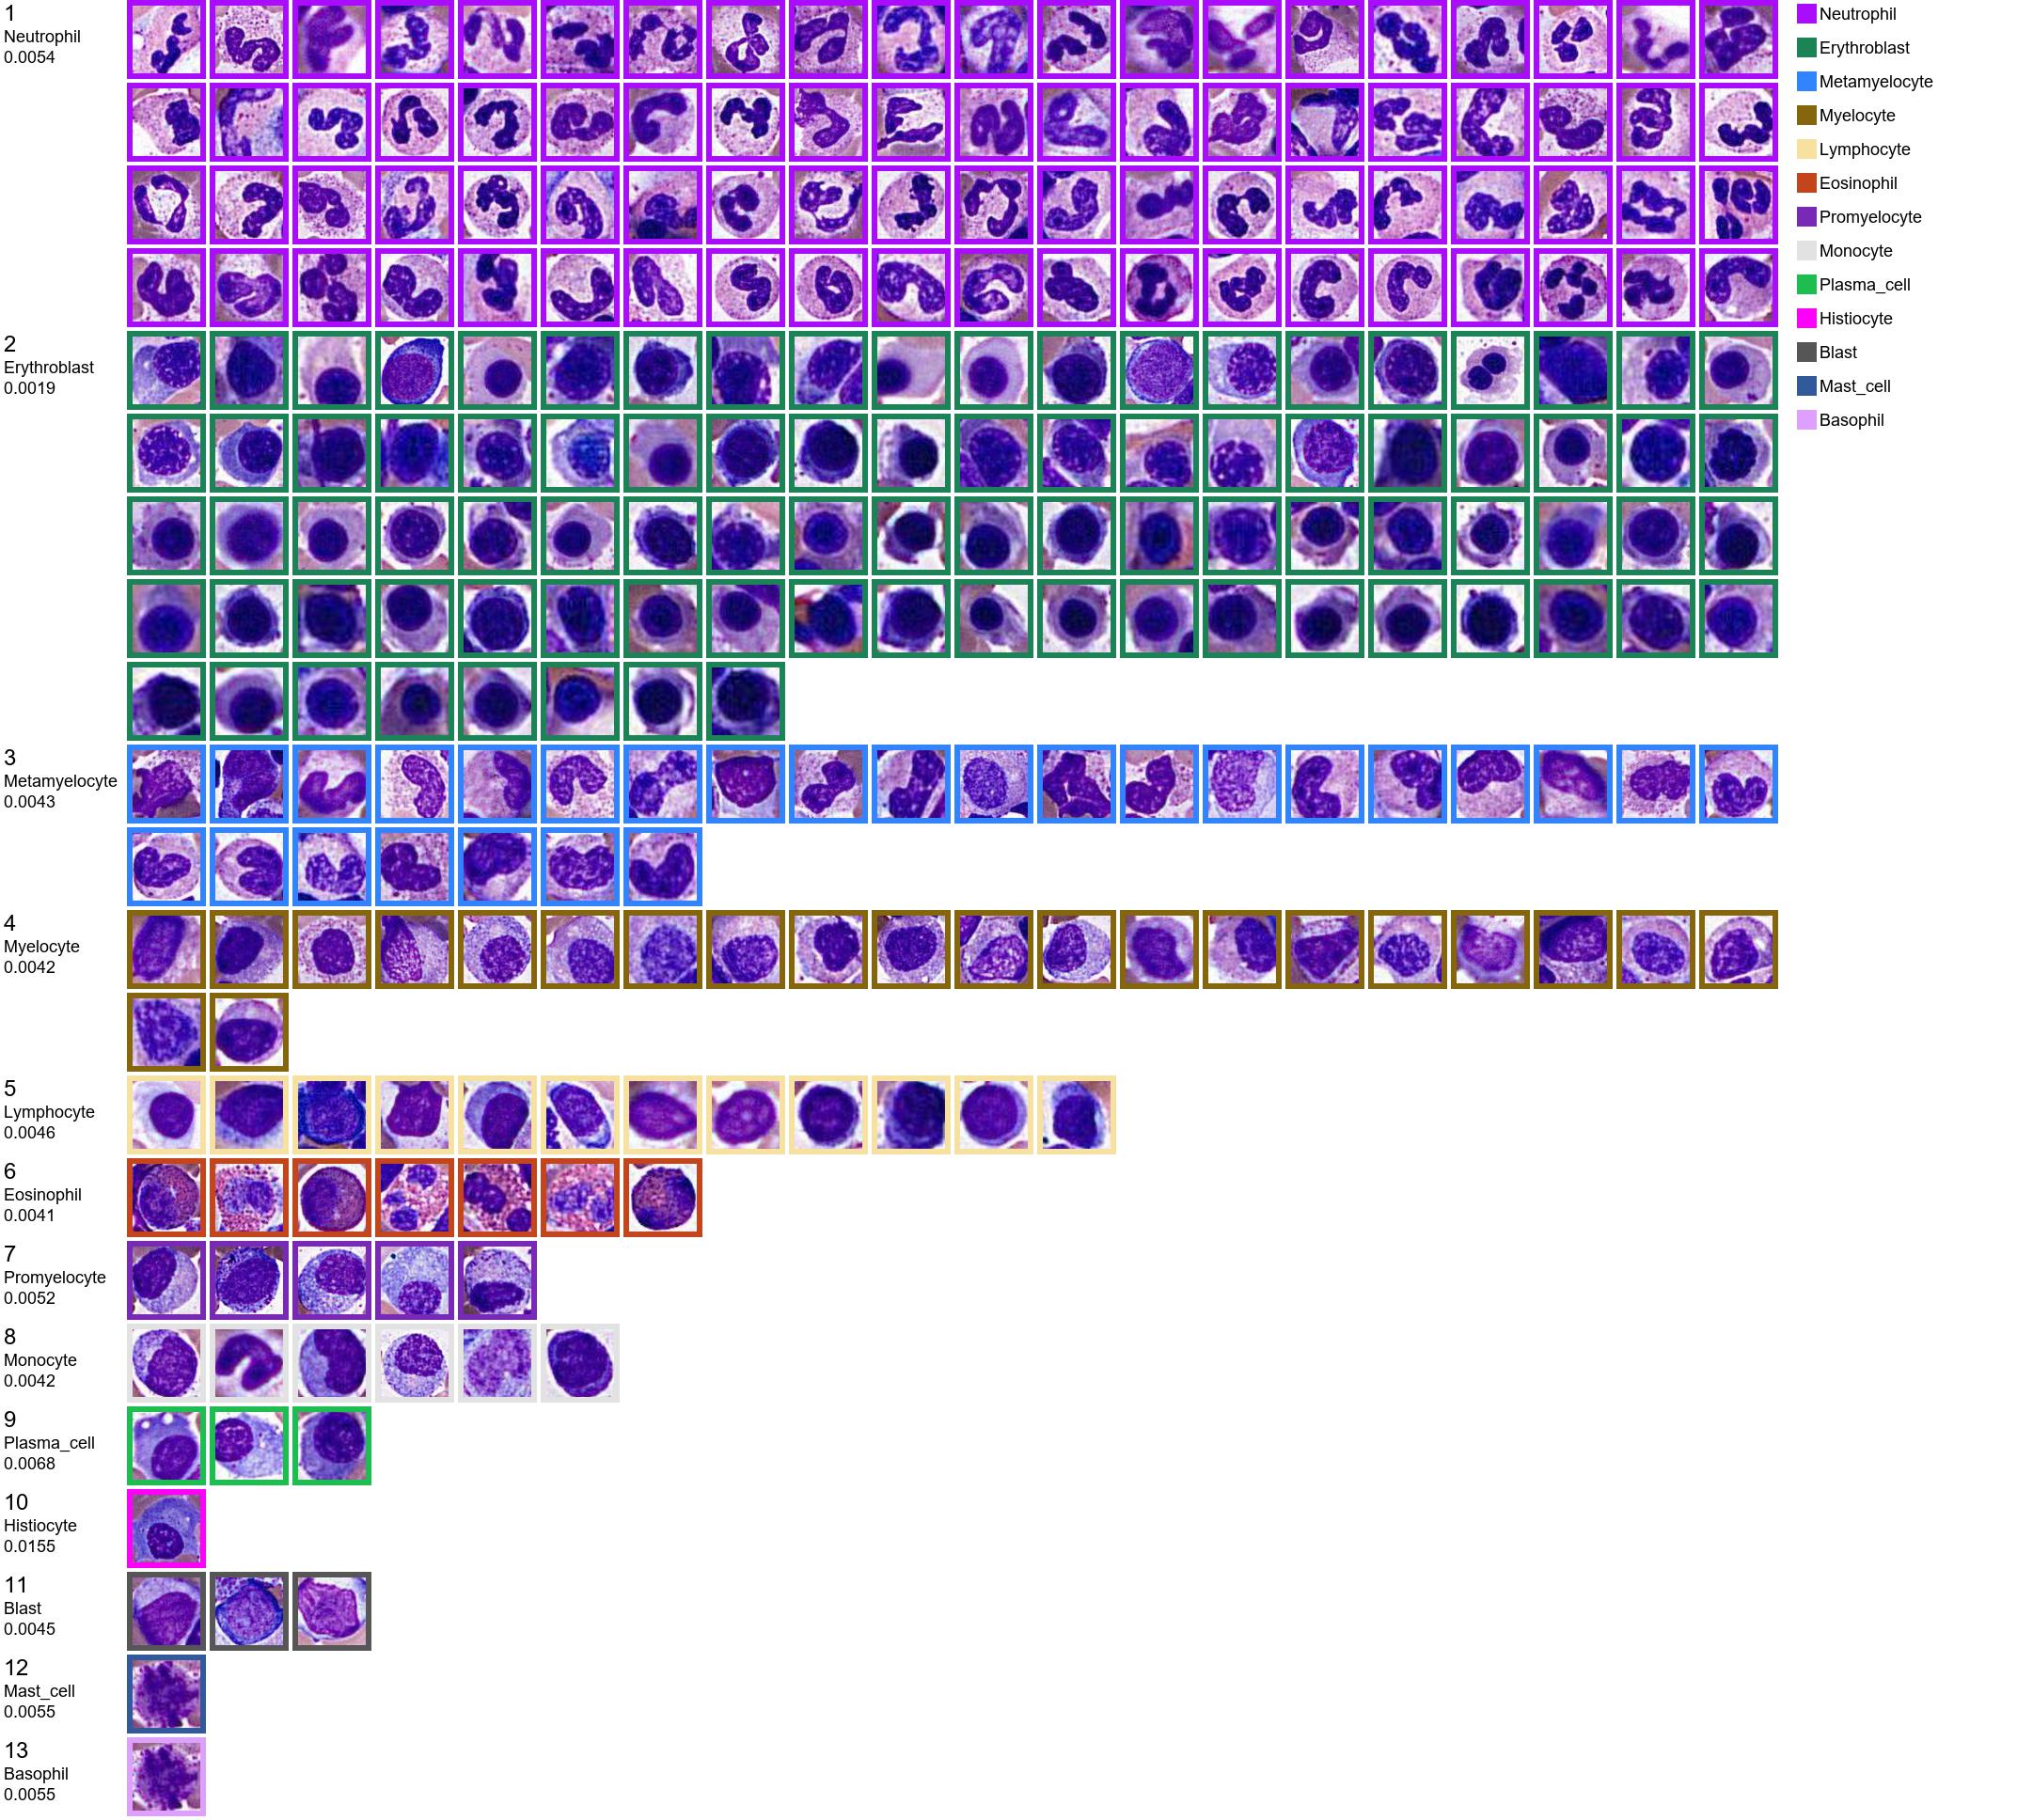 1
Neutrophil
0.0054
2
Erythroblast
0.0019
3
Metamyelocyte
0.0043
4
Myelocyte
0.0042
5
Lymphocyte
0.0046
6
Eosinophil
0.0041
7
Promyelocyte
0.0052
8
Monocyte
0.0042
9
Plasma_cell
0.0068
10
Histiocyte
0.0155
11
Blast
0.0045
12
Mast_cell
0.0055
13
Basophil
0.0055
Neutrophil
Erythroblast
Metamyelocyte
Myelocyte
Lymphocyte
Eosinophil
Promyelocyte
Monocyte
Plasma_cell
Histiocyte
Blast
Mast_cell
Basophil